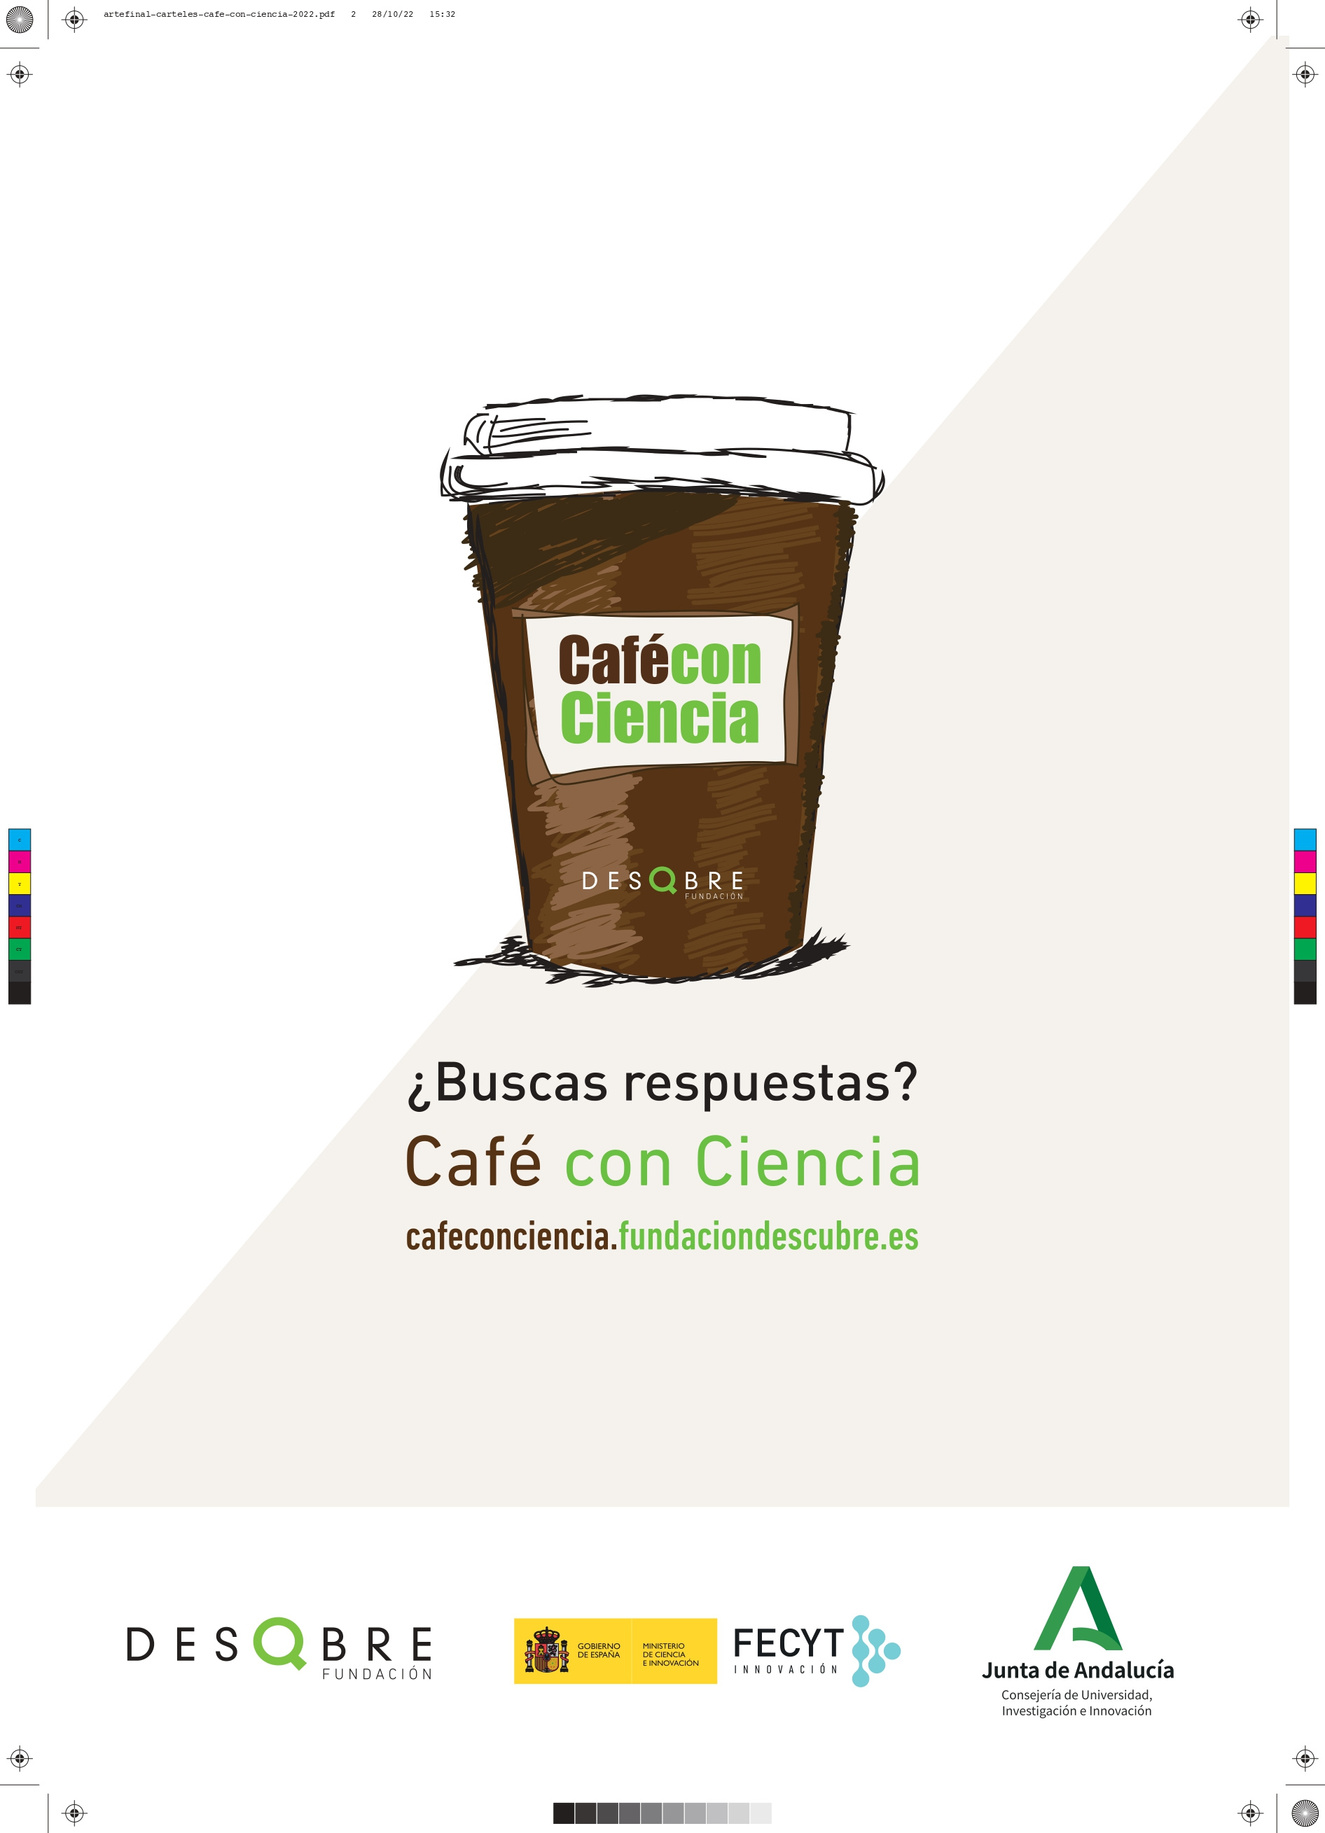 artefinal-carteles-cafe-con-ciencia-2022.pdf 2 28/10/22 15:32
Cafécon
Ciencia
DESQBRE
FUNDACIÓN
¿Buscas respuestas?
Café con Ciencia
cafeconciencia.fundaciondescubre.es
DESQBRE
FUNDACIÓN
GOBIERNO
DE ESPAÑA
MINISTERIO
DE CIENCIA
E INNOVACIÓN
FECYT
INNOVACIÓN
Junta de Andalucía
Consejería de Universidad,
Investigación e Innovación